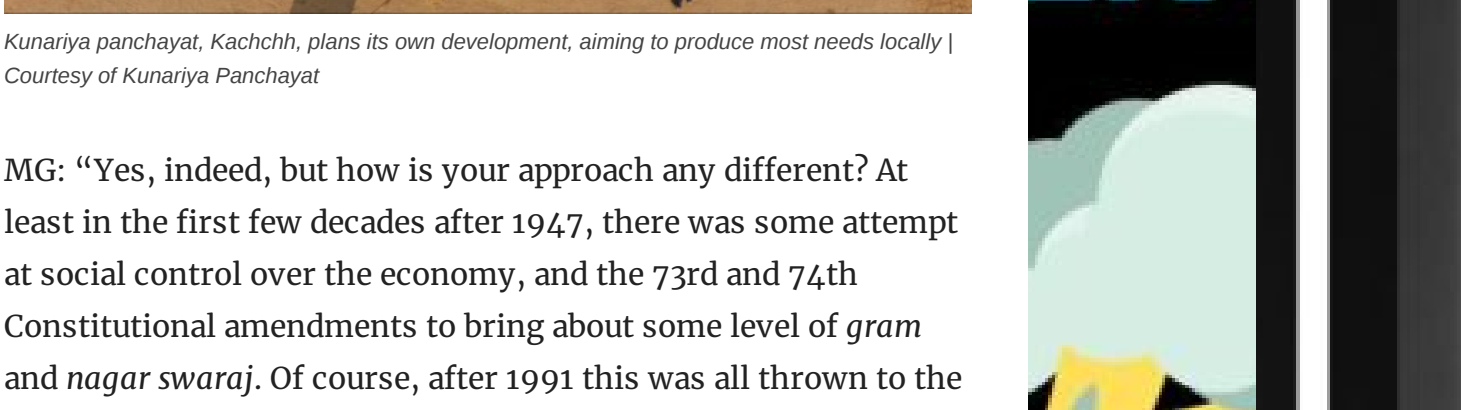 Kunariya panchayat, Kachchh, plans its own development, aiming to produce most needs locally |
Courtesy of Kunariya Panchayat
MG: “Yes, indeed, but how is your approach any different? At
least in the first few decades after 1947, there was some attempt
at social control over the economy, and the 73rd and 74th
Constitutional amendments to bring about some level of gram
and nagar swaraj. Of course, after 1991 this was all thrown to the